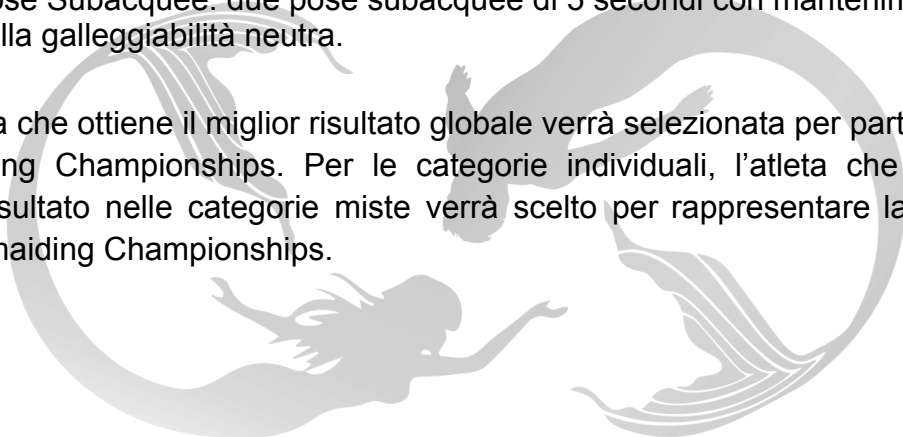 ose Subacquee: due pose subacquee di 5 secondi con mantenim
lla galleggiabilità neutra.
a che ottiene il miglior risultato globale verrà selezionata per part
ng Championships. Per le categorie individuali, l’atleta che
sultato nelle categorie miste verrà scelto per rappresentare la
naiding Championships.